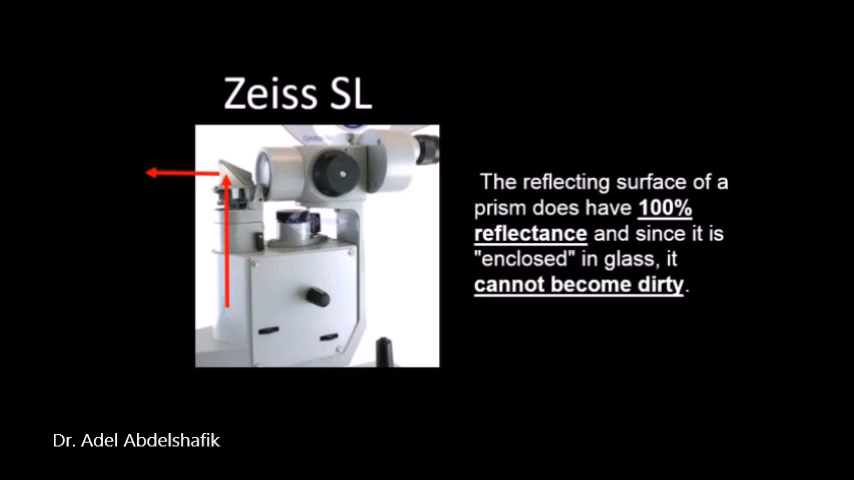 Zeiss SL
The reflecting surface of a
prism does have 100%
reflectance and since it is
"enclosed" in glass, it
cannot become dirty.
Dr. Adel Abdelshafik